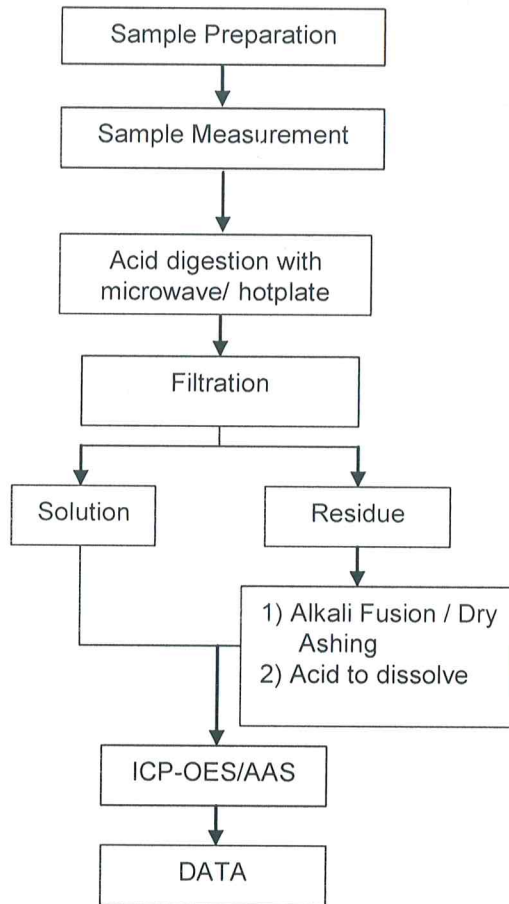 Sample Preparation
Sample Measurement
Acid digestion with
microwave/ hotplate
Filtration
Solution
Residue
1) Alkali Fusion / Dry
Ashing
2) Acid to dissolve
ICP-OES/AAS
DATA